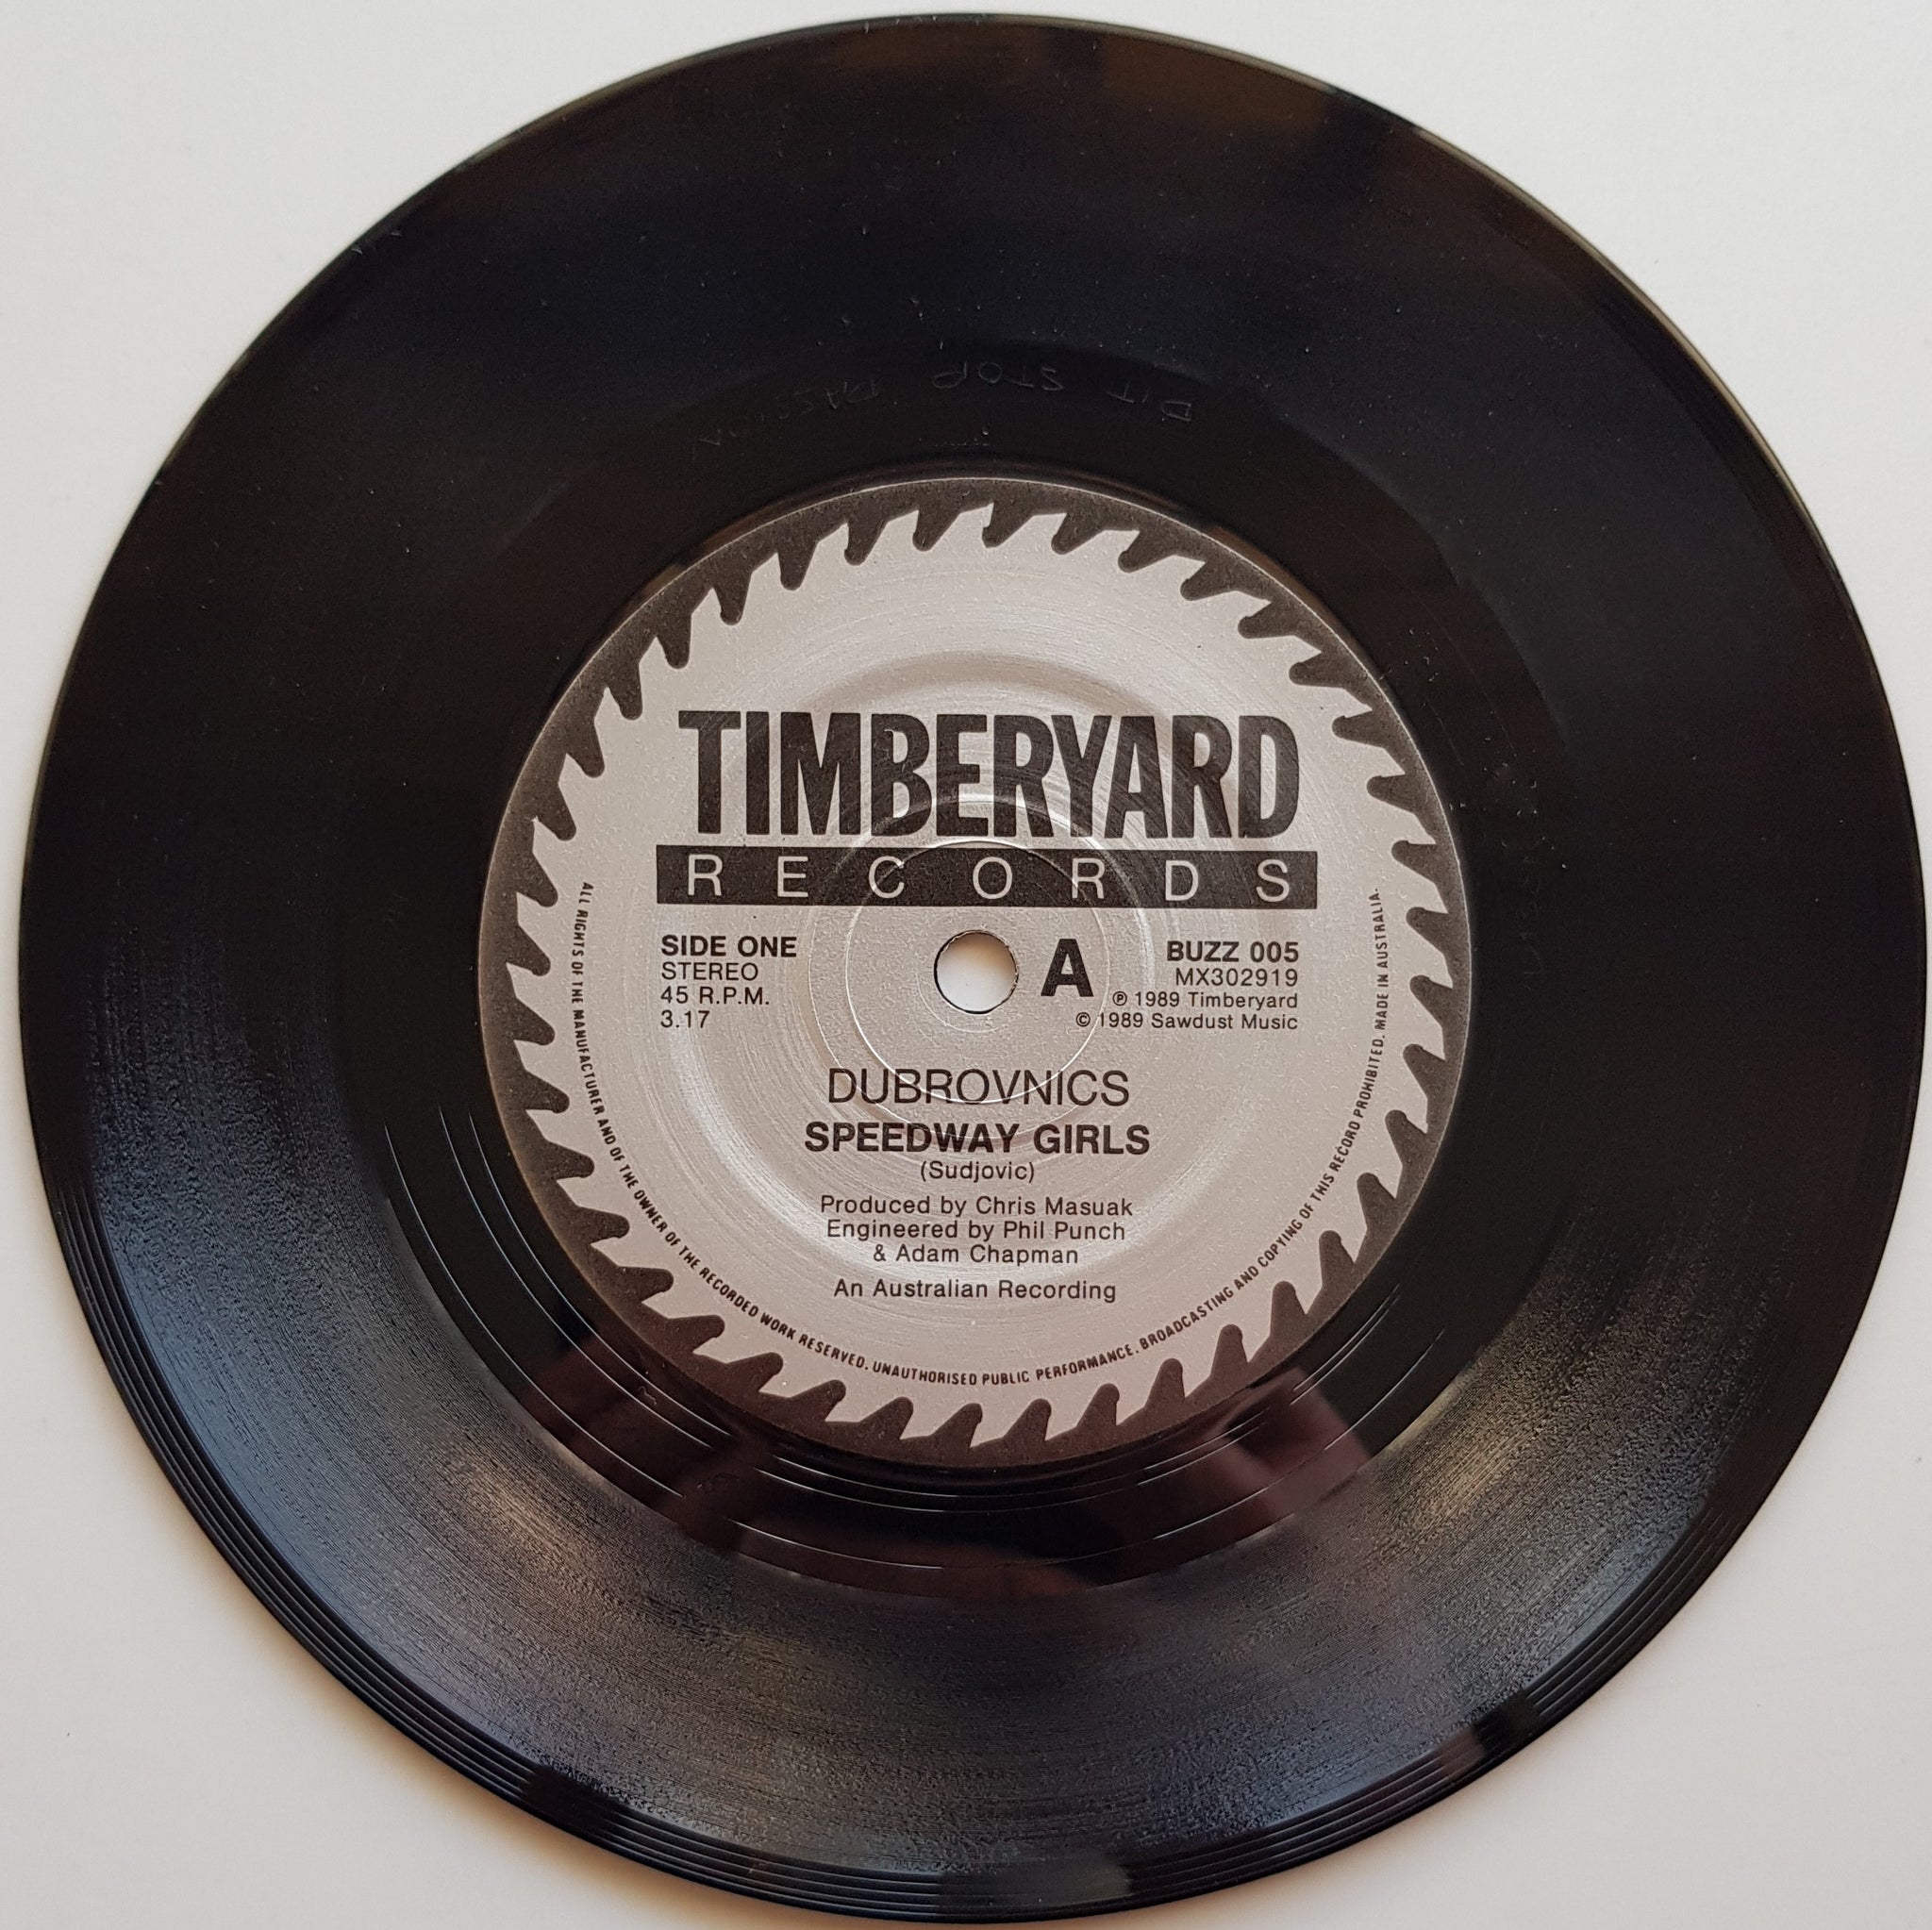 PIT STOP PASSION
TIMBERYARD
RECORDS
SIDE ONE
STEREO
45 R.P.M.
3.17
A
BUZZ 005
MX302919
℗ 1989 Timberyard
© 1989 Sawdust Music
DUBROVNICS
SPEEDWAY GIRLS
(Sudjovic)
Produced by Chris Masuak
Engineered by Phil Punch
& Adam Chapman
An Australian Recording
ALL RIGHTS OF THE MANUFACTURER AND OF THE OWNER OF THE RECORDED WORK RESERVED. UNAUTHORISED PUBLIC PERFORMANCE. BROADCASTING AND COPYING OF THIS RECORD PROHIBITED. MADE IN AUSTRALIA.